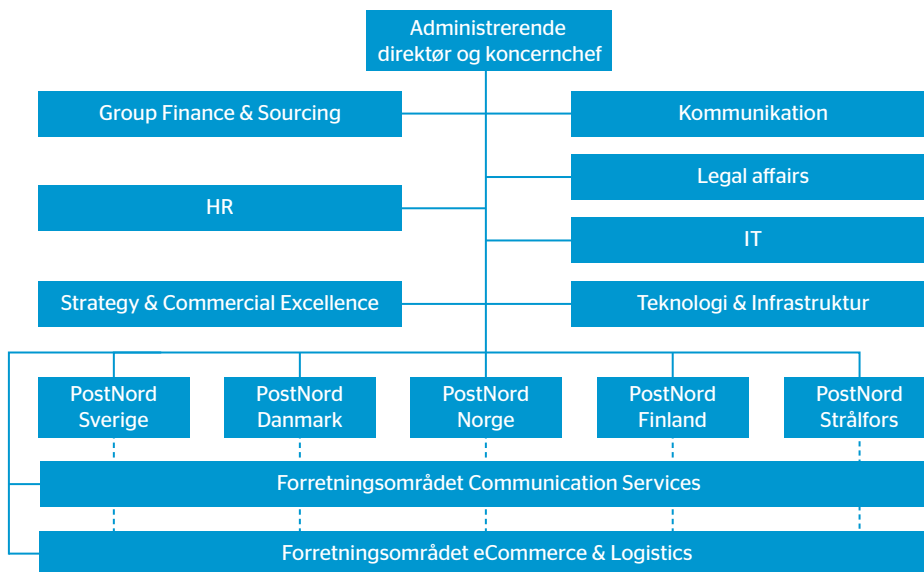 Administrerende
direktør og koncernchef
Group Finance & Sourcing
Kommunikation
Legal affairs
HR
IT
Strategy & Commercial Excellence
Teknologi & Infrastruktur
PostNord
Sverige
PostNord
Danmark
PostNord
Norge
PostNord
Finland
PostNord
Strålfors
Forretningsområdet Communication Services
Forretningsområdet eCommerce & Logistics